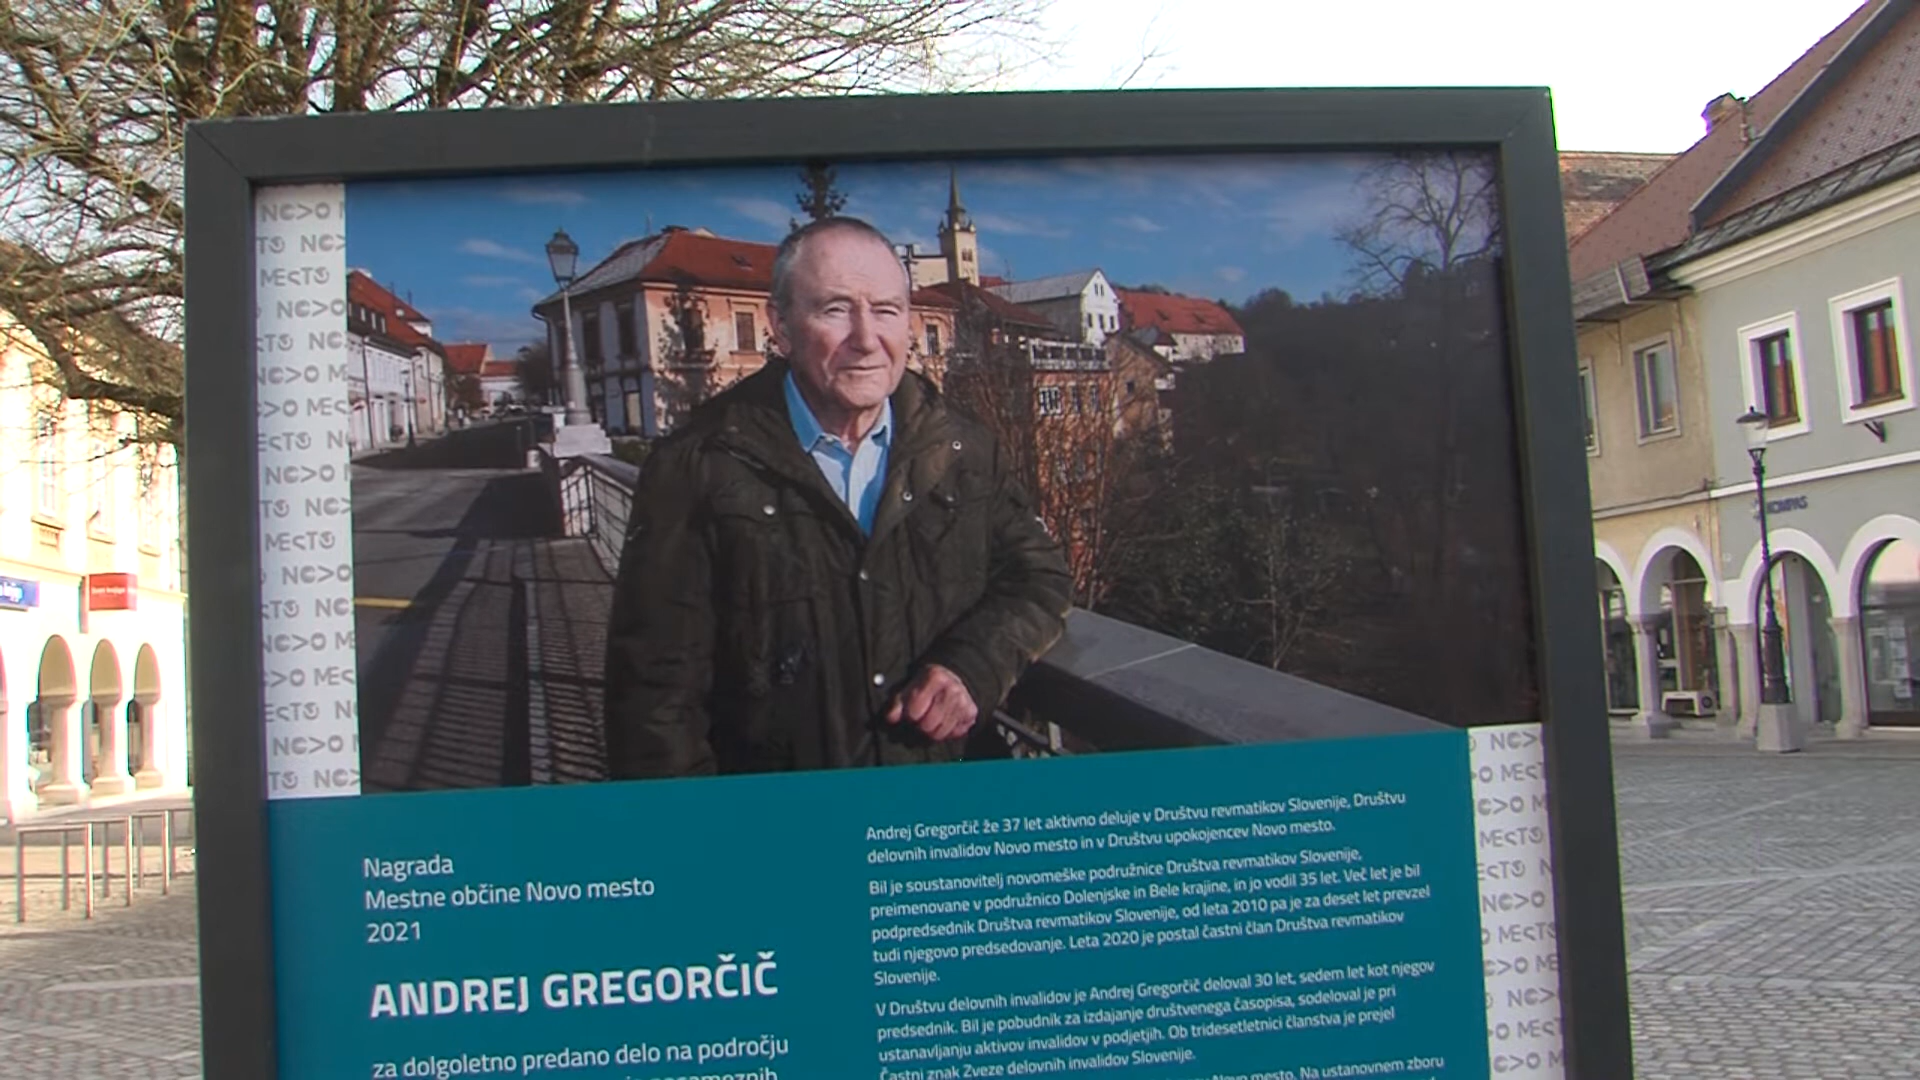 Nagrada
Mestne občine Novo mesto
2021
ANDREJ GREGORČIČ
za dolgoletno predano delo na področju
Andrej Gregorčič že 37 let aktivno deluje v Društvu revmatikov Slovenije, Društvu
delovnih invalidov Novo mesto in v Društvu upokojencev Novo mesto.
Bil je soustanovitelj novomeške podružnice Društva revmatikov Slovenije,
preimenovane v podružnico Dolenjske in Bele krajine, in jo vodil 35 let. Več let je bil
podpredsednik Društva revmatikov Slovenije, od leta 2010 pa je za deset let prevzel
tudi njegovo predsedovanje. Leta 2020 je postal častni član Društva revmatikov
Slovenije.
V Društvu delovnih invalidov je Andrej Gregorčič deloval 30 let, sedem let kot njegov
predsednik. Bil je pobudnik za izdajanje društvenega časopisa, sodeloval je pri
ustanavljanju aktivov invalidov v podjetjih. Ob tridesetletnici članstva je prejel
Častni znak Zveze delovnih invalidov Slovenije.
Novo mesto. Na ustanovnem zboru
KOMPAS